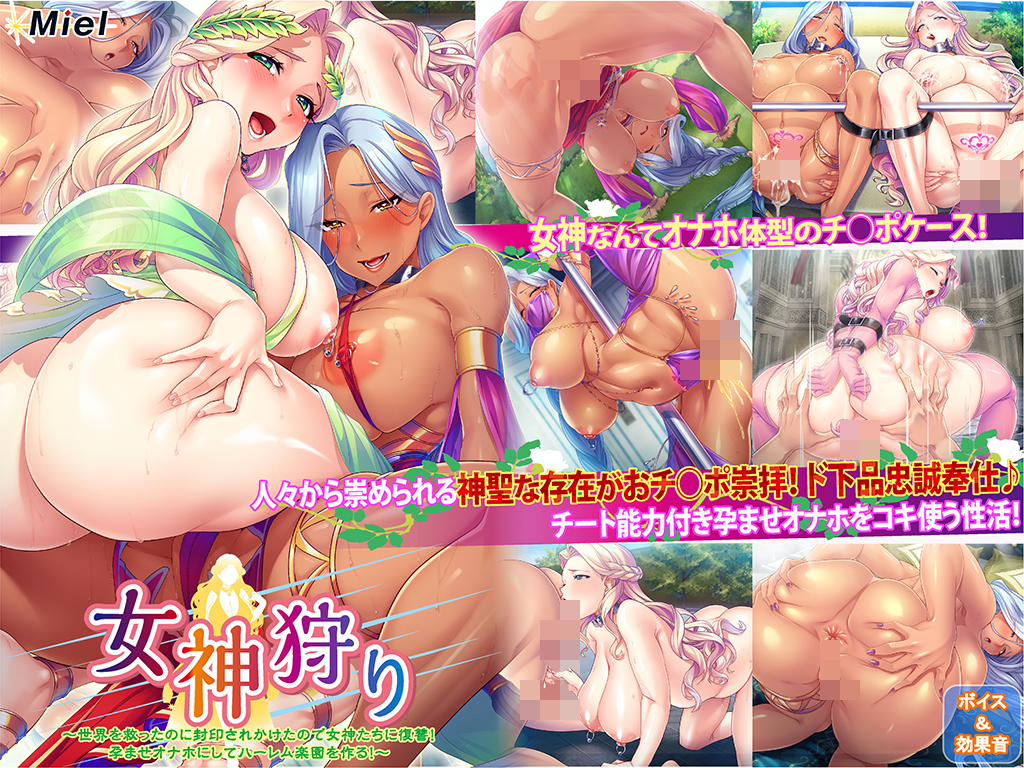 Miel
女神なんてオナホ体型のチ○ポケース!
人々から崇められる神聖な存在がおチ○ポ崇拝!ド下品忠誠奉仕♪
チート能力付き孕ませオナホをコキ使う性活!
女神狩り
～世界を救ったのに封印されかけたので女神たちに復讐!
孕ませオナホにしてハーレム楽園を作る!～
ボイス
&
効果音